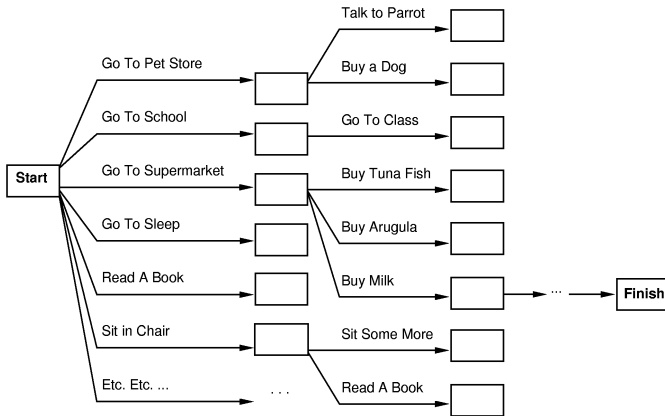 Talk to Parrot
Go To Pet Store
Buy a Dog
Go To School
Go To Class
Start
Go To Supermarket
Buy Tuna Fish
Go To Sleep
Buy Arugula
Read A Book
Buy Milk
...
Finish
Sit in Chair
Sit Some More
Etc. Etc. ...
. . .
Read A Book